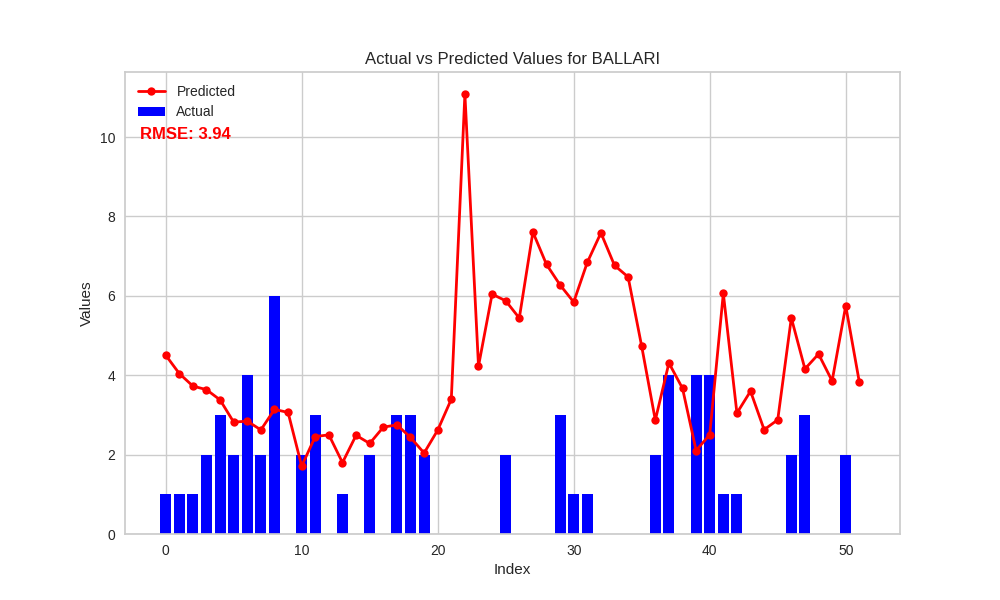 Actual vs Predicted Values for BALLARI
Predicted
Actual
RMSE: 3.94
Values
10
8
6
4
2
0
0 10 20 30 40 50
Index